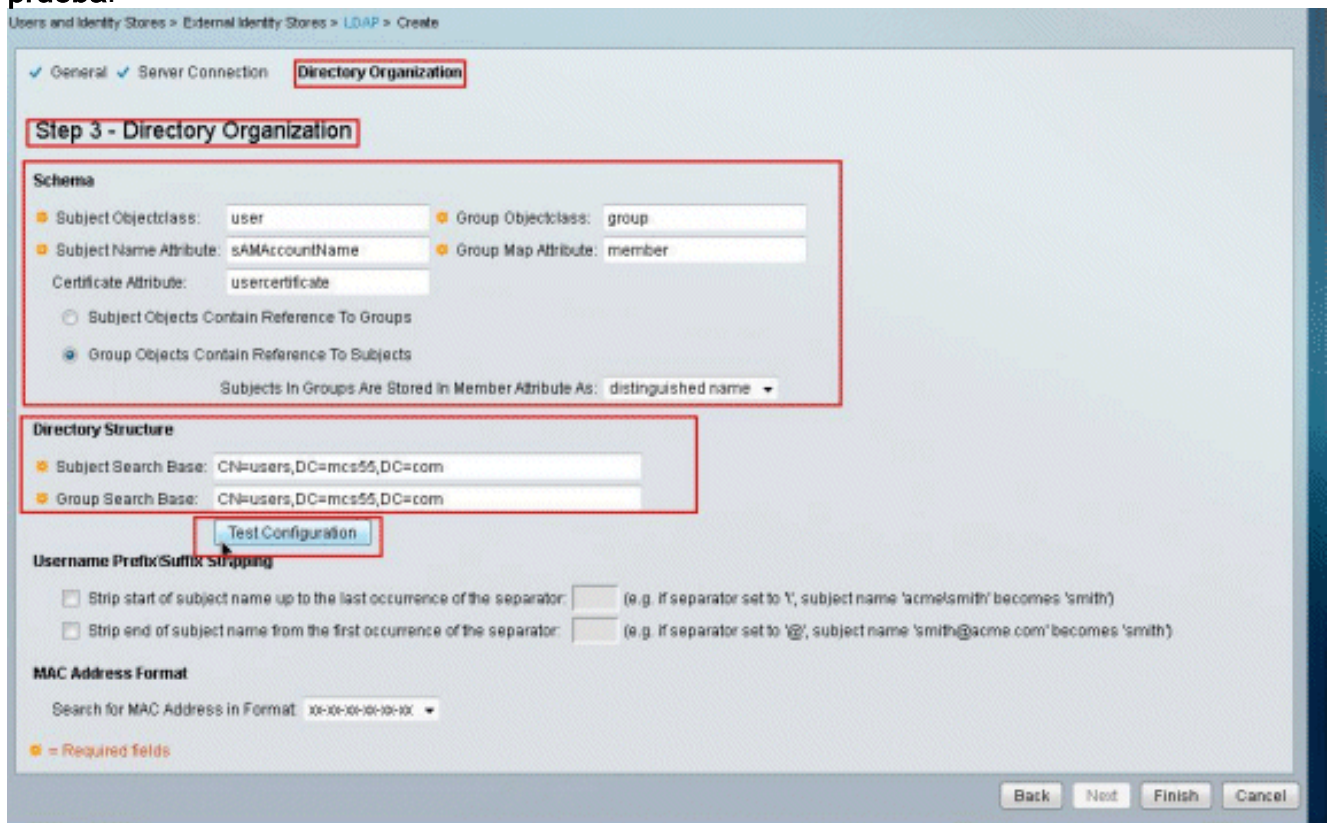 prueba.
Users and Identity Stores > External Identity Stores > LDAP > Create
General Server Connection Directory Organization
Step 3 - Directory Organization
Schema
Subject Objectclass: user Group Objectclass: group
Subject Name Attribute: sAMAccountName Group Map Attribute: member
Certificate Attribute: usercertificate
Subject Objects Contain Reference To Groups
Group Objects Contain Reference To Subjects
Subjects In Groups Are Stored In Member Attribute As: distinguished name
Directory Structure
Subject Search Base: CN=users,DC=mcs55,DC=com
Group Search Base: CN=users,DC=mcs55,DC=com
Test Configuration
Username Prefix\Suffix Stripping
Strip start of subject name up to the last occurrence of the separator: (e.g. if separator set to '\', subject name 'acme\smith' becomes 'smith')
Strip end of subject name from the first occurrence of the separator: (e.g. if separator set to '@', subject name 'smith@acme.com' becomes 'smith')
MAC Address Format
Search for MAC Address in Format xx-xx-xx-xx-xx-xx
= Required fields
Back Next Finish Cancel